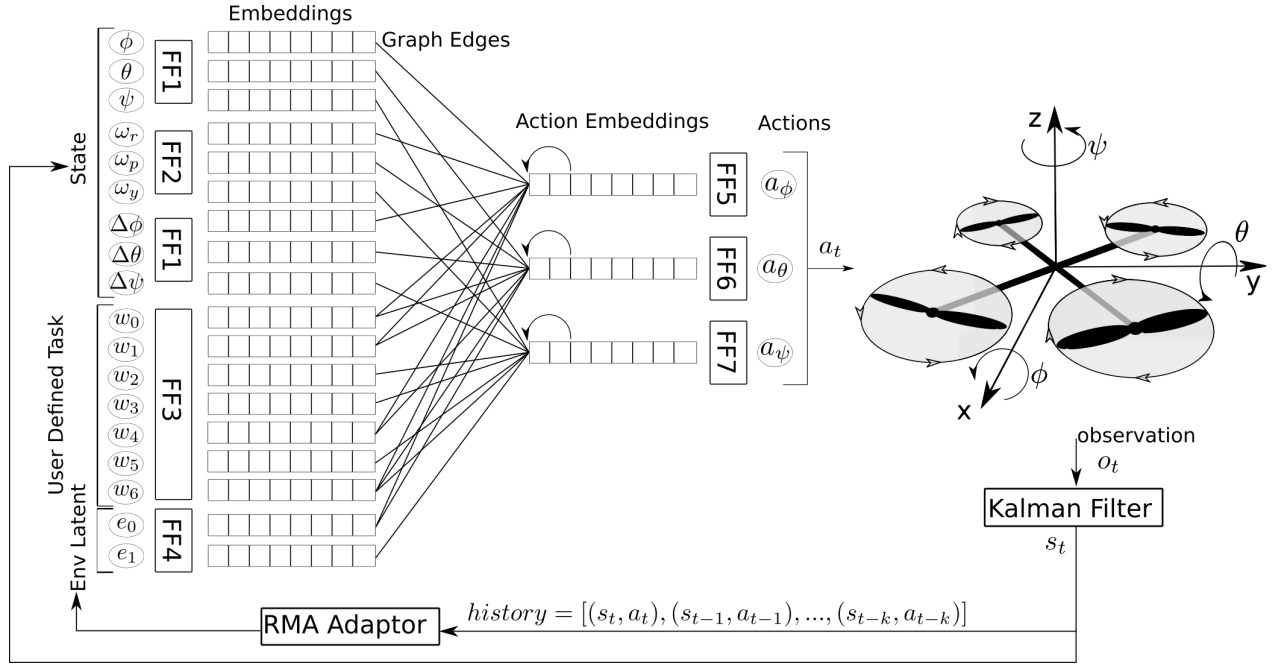 Embeddings
Graph Edges
State
ϕ
θ
ψ
FF1
ω_r
ω_p
ω_y
FF2
Δϕ
Δθ
Δψ
FF1
User Defined Task
w_0
w_1
w_2
w_3
w_4
w_5
w_6
FF3
Env Latent
e_0
e_1
FF4
Action Embeddings
Actions
FF5
a_ϕ
FF6
a_θ
FF7
a_ψ
a_t
z
ψ
θ
y
ϕ
x
observation
o_t
Kalman Filter
s_t
RMA Adaptor
history = [(s_t, a_t), (s_{t−1}, a_{t−1}), ..., (s_{t−k}, a_{t−k})]